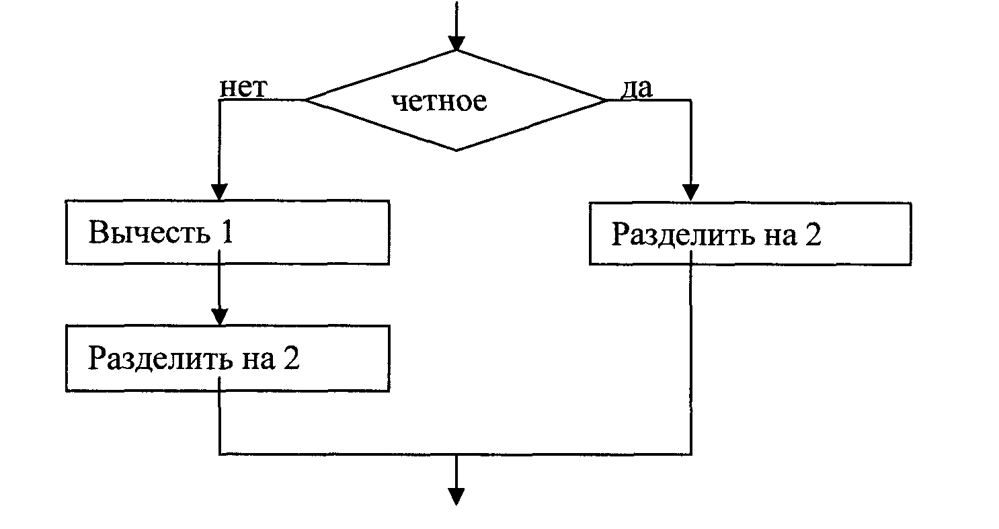 нет
четное
да
Вычесть 1
Разделить на 2
Разделить на 2